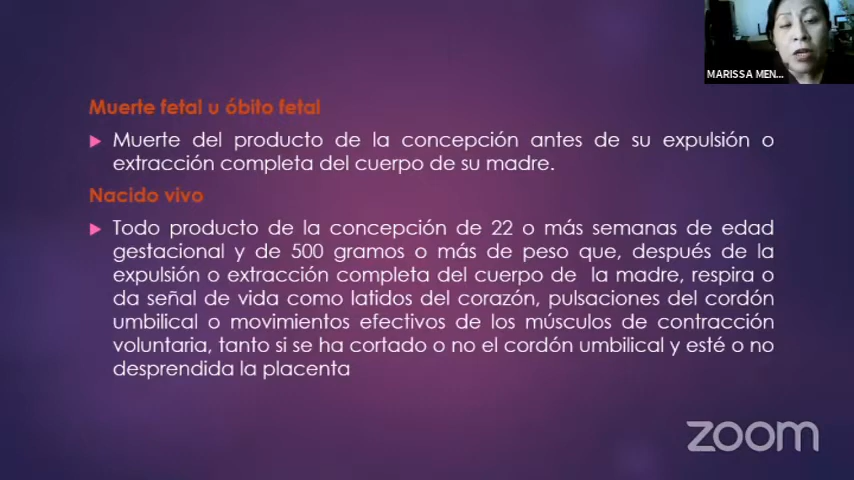 MARISSA MEN...
Muerte fetal u óbito fetal
Muerte del producto de la concepción antes de su expulsión o
extracción completa del cuerpo de su madre.
Nacido vivo
Todo producto de la concepción de 22 o más semanas de edad
gestacional y de 500 gramos o más de peso que, después de la
expulsión o extracción completa del cuerpo de la madre, respira o
da señal de vida como latidos del corazón, pulsaciones del cordón
umbilical o movimientos efectivos de los músculos de contracción
voluntaria, tanto si se ha cortado o no el cordón umbilical y esté o no
desprendida la placenta
zoom